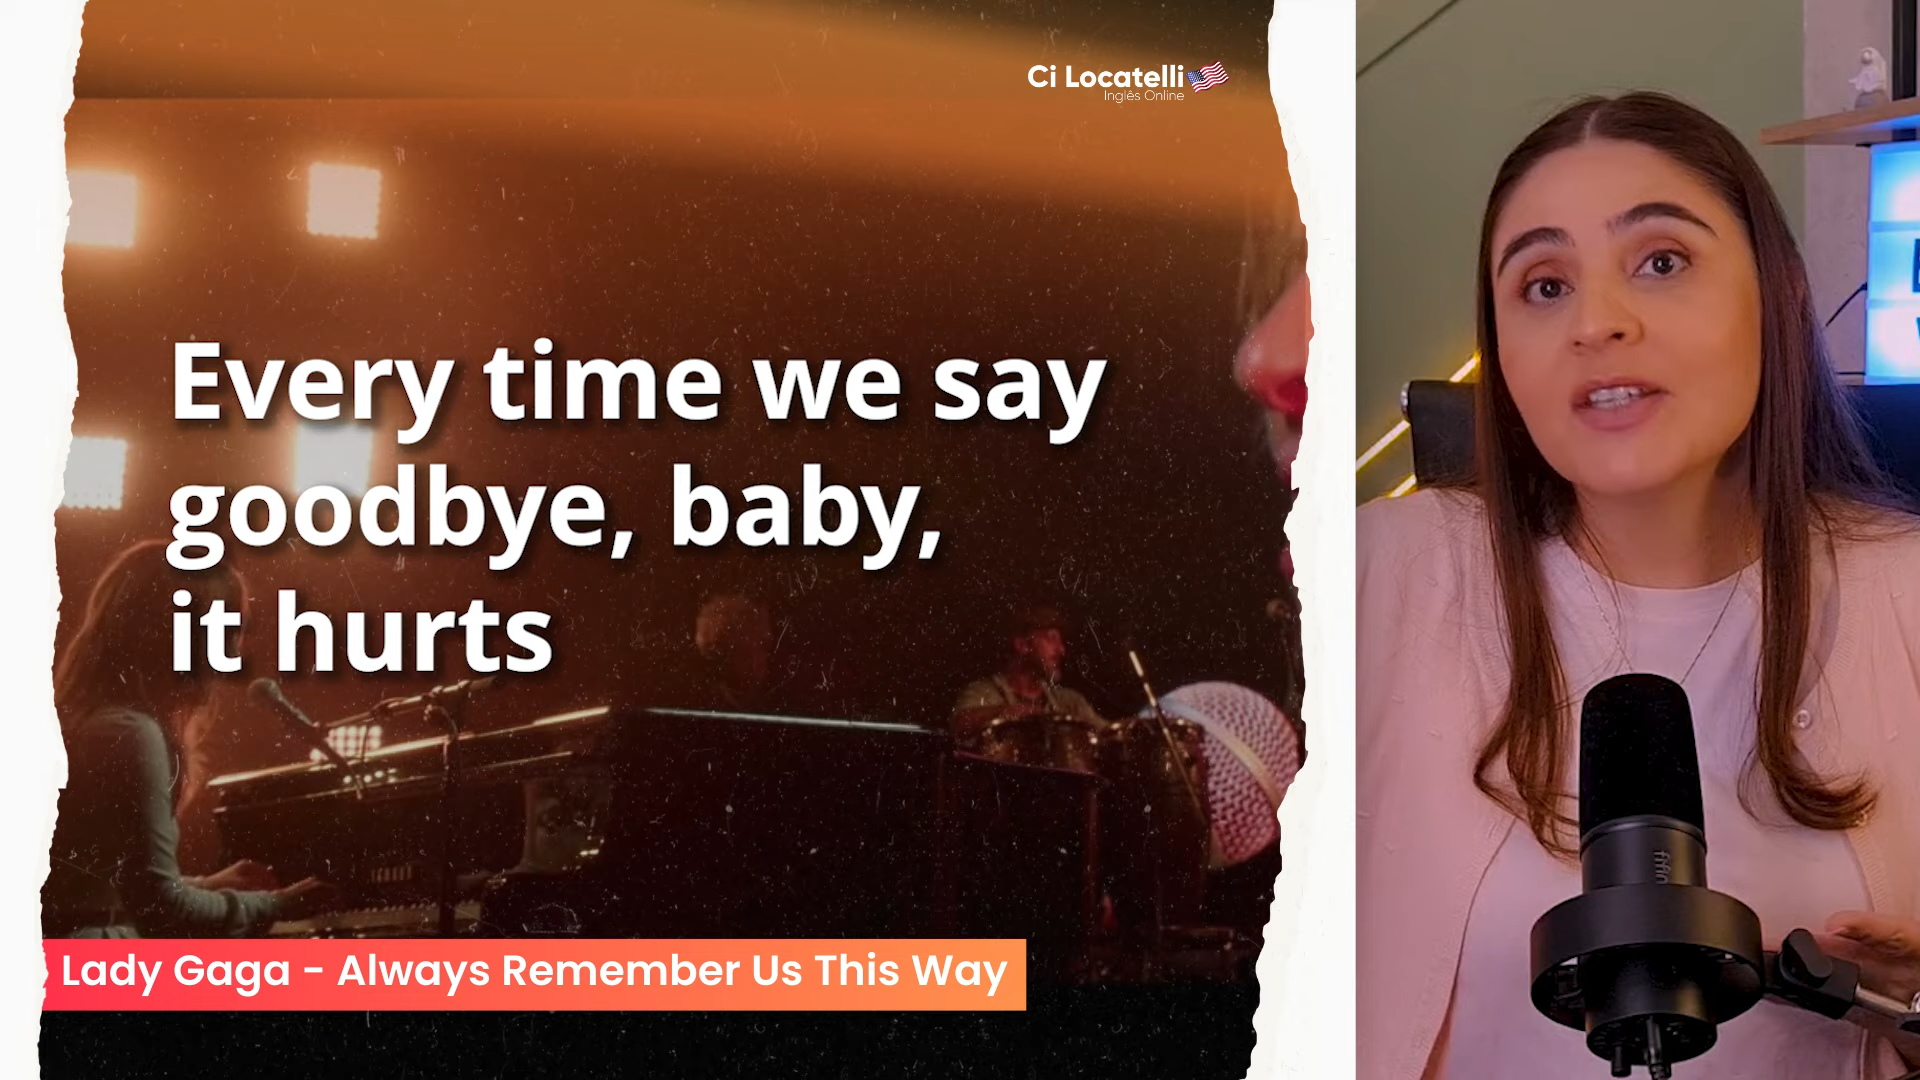 Ci Locatelli
Inglês Online
Every time we say
goodbye, baby,
it hurts
Lady Gaga - Always Remember Us This Way